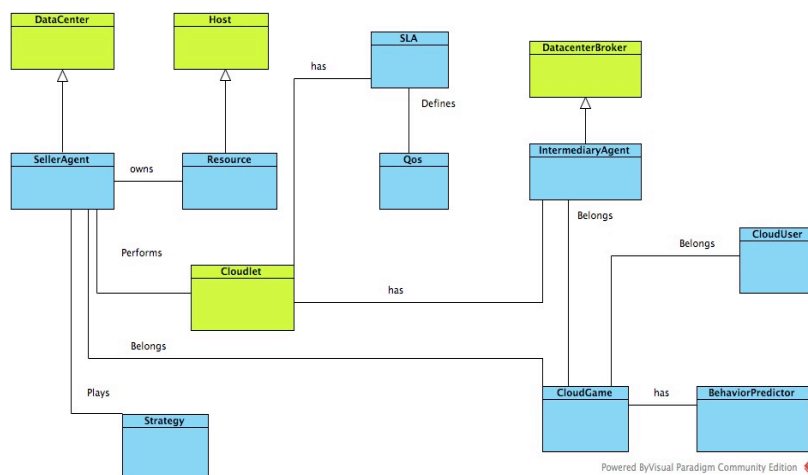 DataCenter
Host
SLA
DatacenterBroker
has
Defines
SellerAgent
Resource
Qos
IntermediaryAgent
owns
Belongs
CloudUser
Belongs
Performs
Cloudlet
has
Belongs
Plays
CloudGame
has
BehaviorPredictor
Strategy
Powered ByVisual Paradigm Community Edition